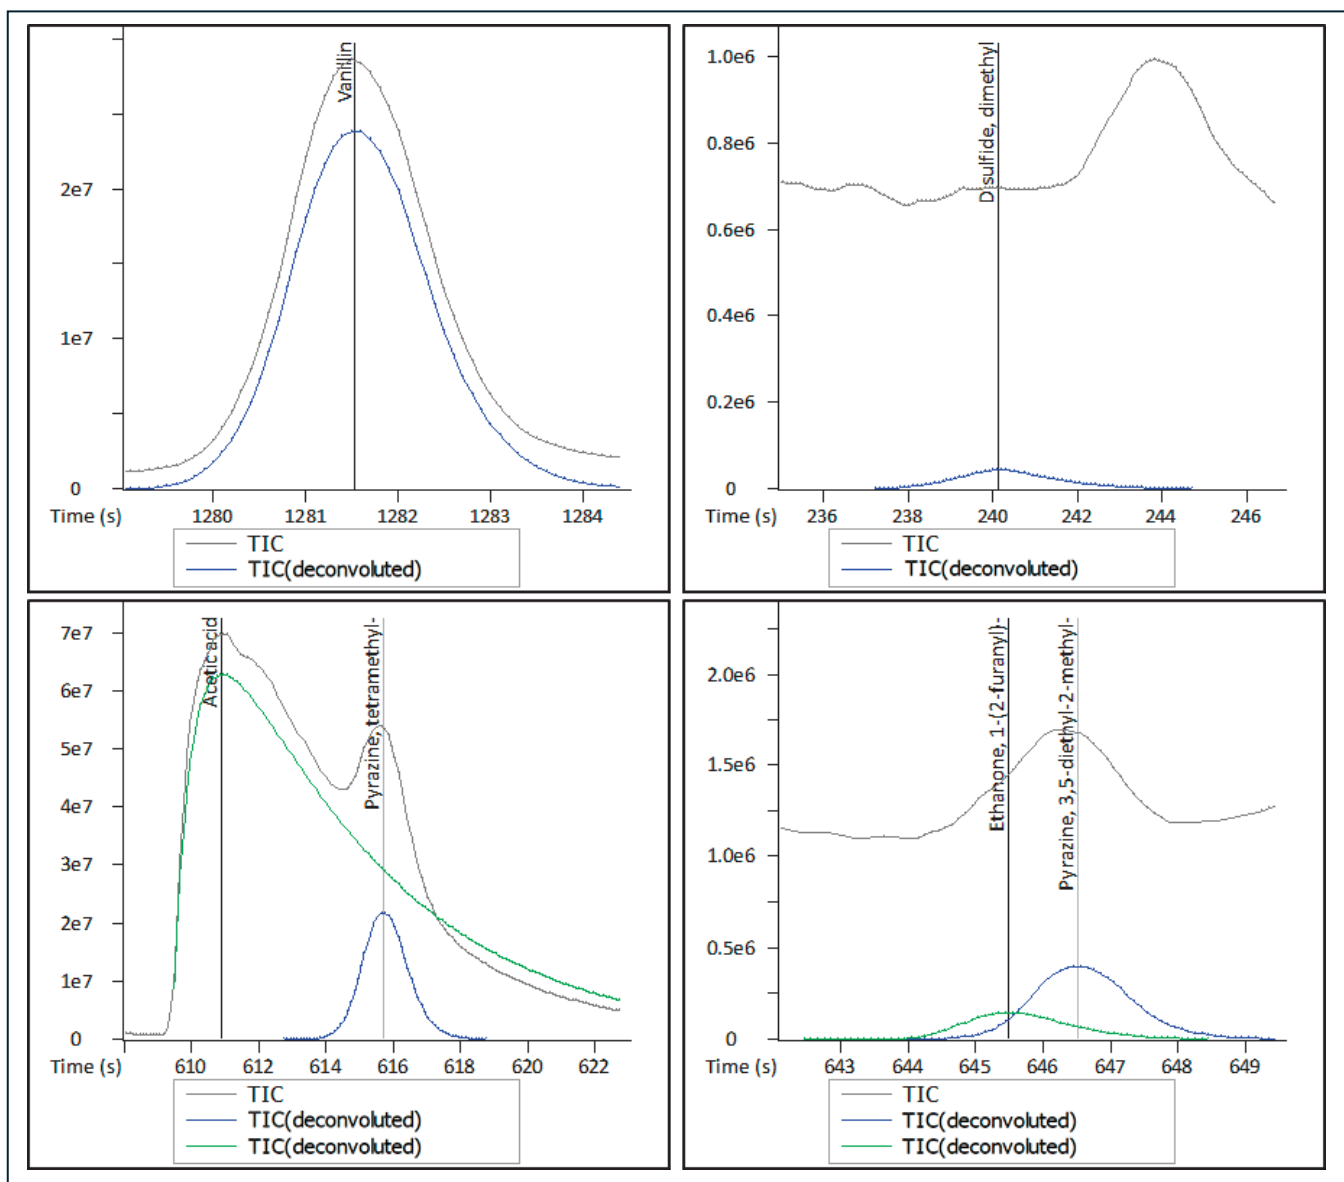 Vanillin
2e7
1e7
0
Time (s)
1280 1281 1282 1283 1284
TIC
TIC(deconvoluted)
Disulfide, dimethyl
1.0e6
0.8e6
0.6e6
0.4e6
0.2e6
0
Time (s)
236 238 240 242 244 246
TIC
TIC(deconvoluted)
Acetic acid
Pyrazine, tetramethyl-
7e7
6e7
5e7
4e7
3e7
2e7
1e7
0
Time (s)
610 612 614 616 618 620 622
TIC
TIC(deconvoluted)
TIC(deconvoluted)
Ethanone, 1-(2-furanyl)-
Pyrazine, 3,5-diethyl-2-methyl-
2.0e6
1.5e6
1.0e6
0.5e6
0
Time (s)
643 644 645 646 647 648 649
TIC
TIC(deconvoluted)
TIC(deconvoluted)